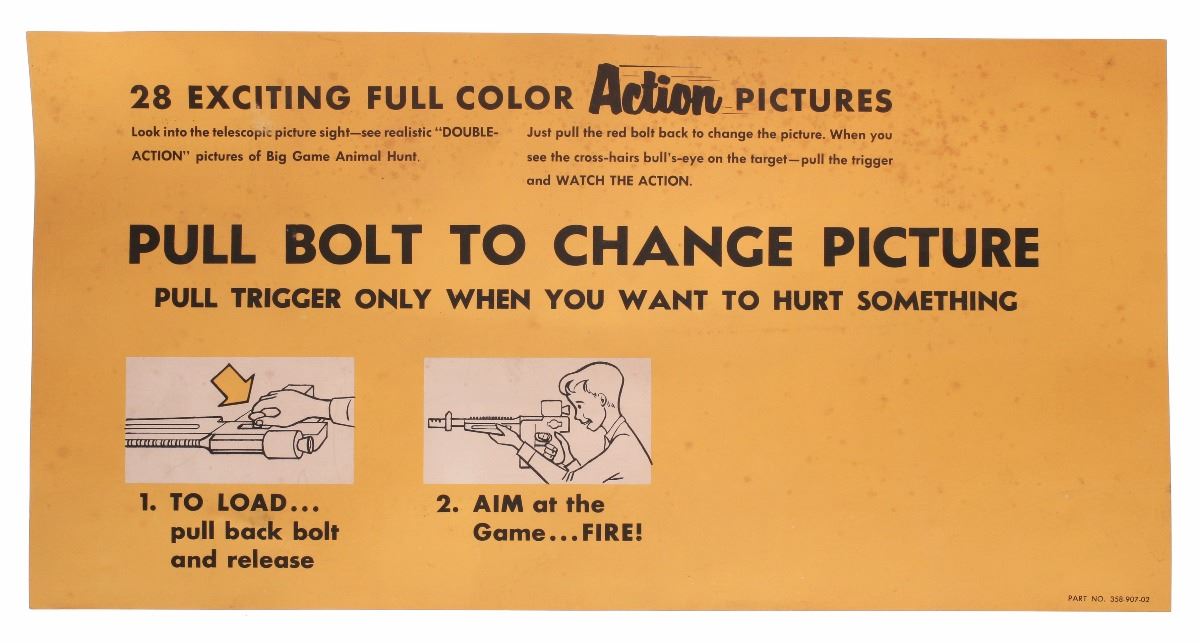 28 EXCITING FULL COLOR Action PICTURES
Look into the telescopic picture sight—see realistic "DOUBLE-
ACTION" pictures of Big Game Animal Hunt.
Just pull the red bolt back to change the picture. When you
see the cross-hairs bull's-eye on the target—pull the trigger
and WATCH THE ACTION.
PULL BOLT TO CHANGE PICTURE
PULL TRIGGER ONLY WHEN YOU WANT TO HURT SOMETHING
1. TO LOAD...
pull back bolt
and release
2. AIM at the
Game...FIRE!
PART NO. 358-907-02